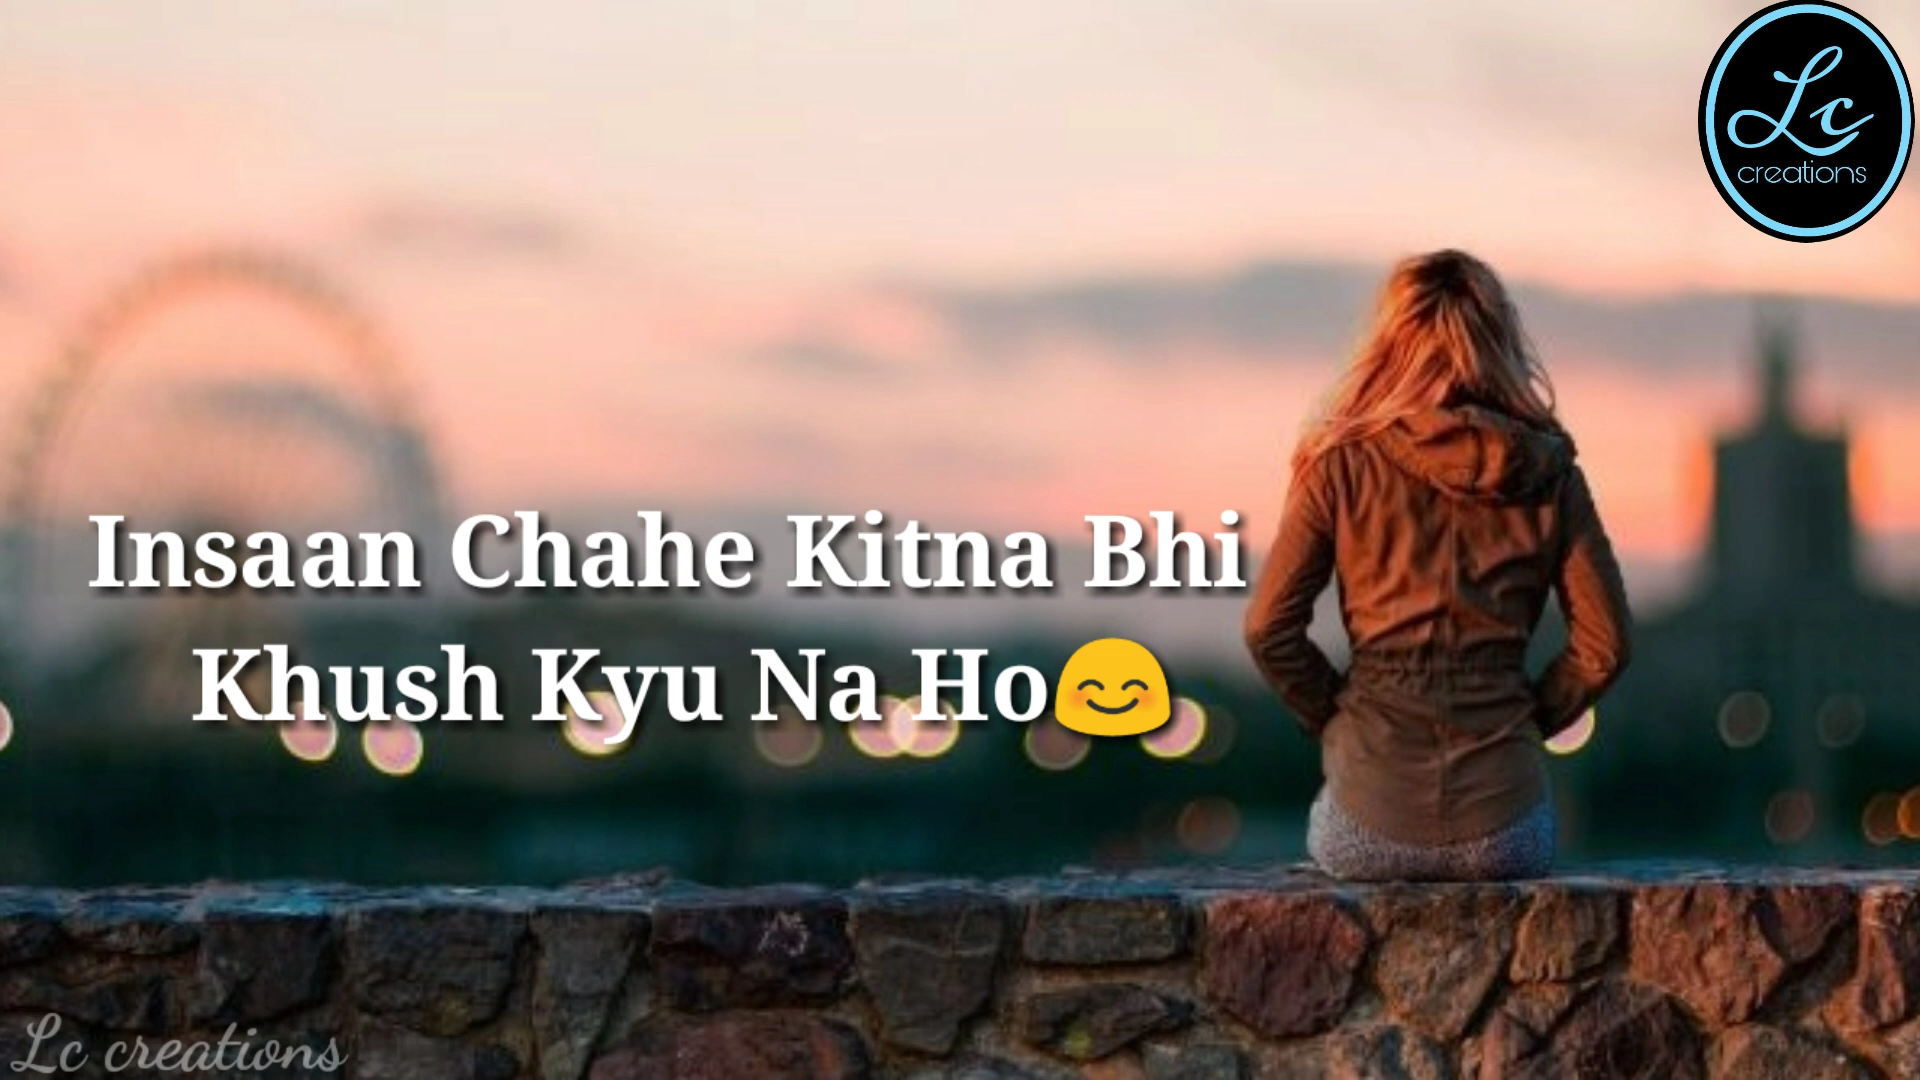 Lc
creations
Insaan Chahe Kitna Bhi
Khush Kyu Na Ho😊
Lc creations